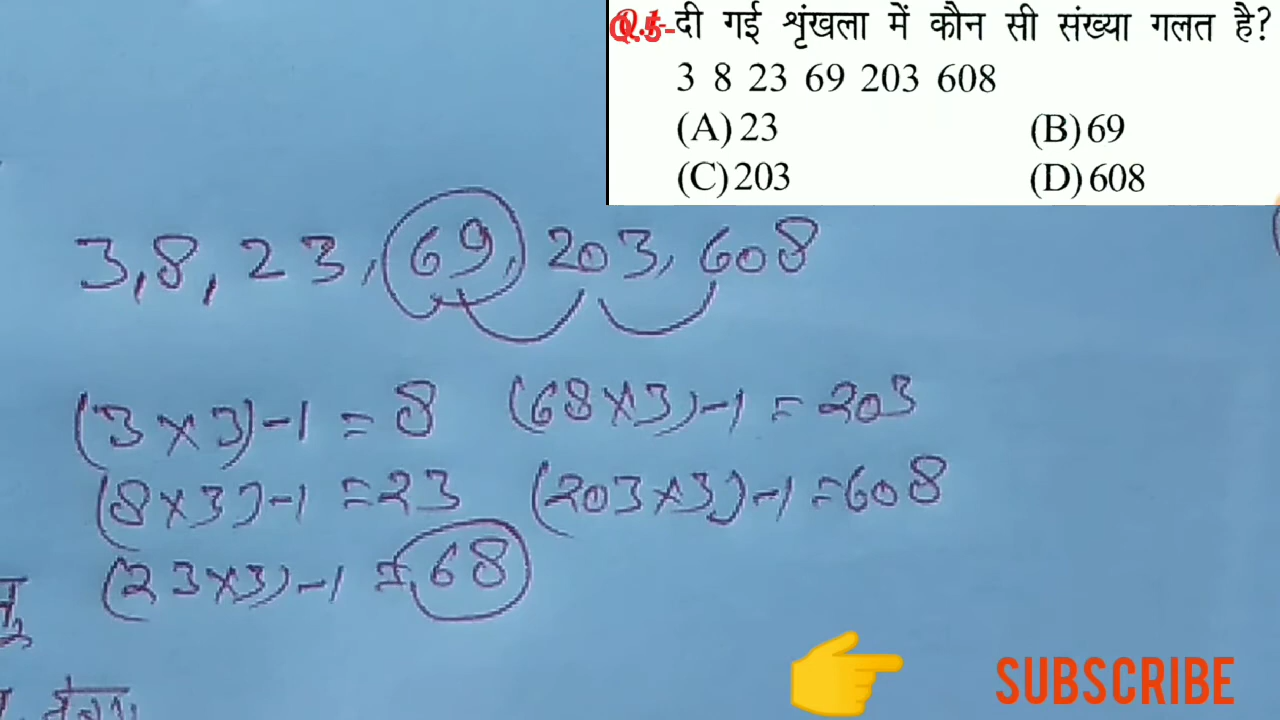 दी गई शृंखला में कौन सी संख्या गलत है?
3 8 23 69 203 608
(A) 23 (B) 69
(C) 203 (D) 608
3, 8, 23, 69, 203, 608
(3×3)-1 = 8 (68×3)-1 = 203
(8×3)-1 = 23 (203×3)-1 = 608
(23×3)-1 = 68
SUBSCRIBE